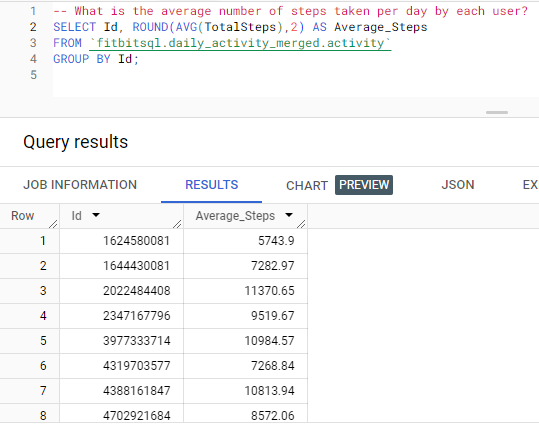 1 -- What is the average number of steps taken per day by each user?
2 SELECT Id, ROUND(AVG(TotalSteps),2) AS Average_Steps
3 FROM `fitbitsql.daily_activity_merged.activity`
4 GROUP BY Id;
5
Query results
JOB INFORMATION RESULTS CHART PREVIEW JSON EX
Row Id Average_Steps
1 1624580081 5743.9
2 1644430081 7282.97
3 2022484408 11370.65
4 2347167796 9519.67
5 3977333714 10984.57
6 4319703577 7268.84
7 4388161847 10813.94
8 4702921684 8572.06